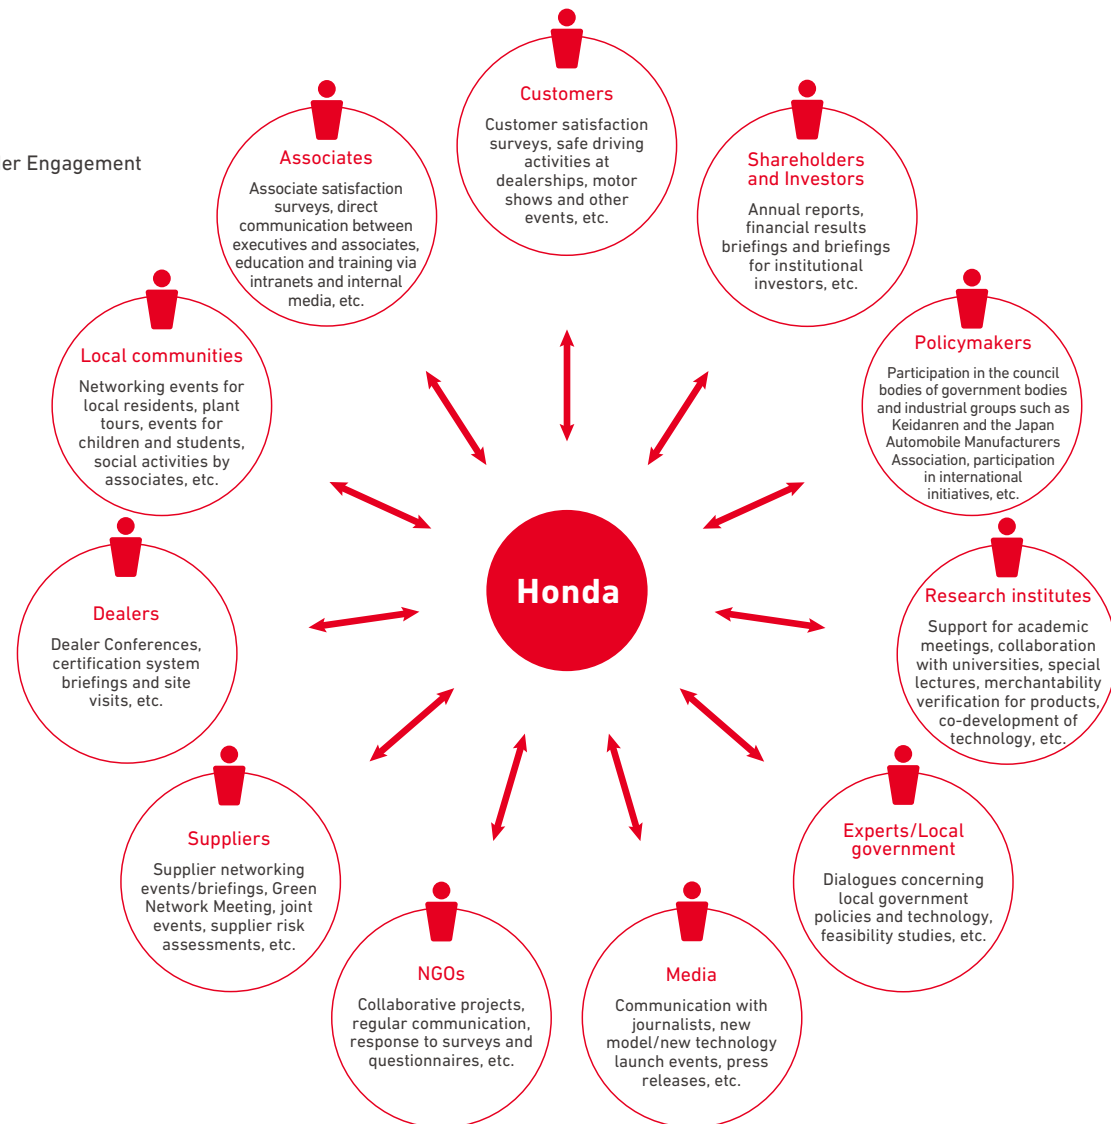 er Engagement
Customers
Customer satisfaction
surveys, safe driving
activities at
dealerships, motor
shows and other
events, etc.
Shareholders
and Investors
Annual reports,
financial results
briefings and briefings
for institutional
investors, etc.
Policymakers
Participation in the council
bodies of government bodies
and industrial groups such as
Keidanren and the Japan
Automobile Manufacturers
Association, participation
in international
initiatives, etc.
Research institutes
Support for academic
meetings, collaboration
with universities, special
lectures, merchantability
verification for products,
co-development of
technology, etc.
Experts/Local
government
Dialogues concerning
local government
policies and technology,
feasibility studies, etc.
Media
Communication with
journalists, new
model/new technology
launch events, press
releases, etc.
NGOs
Collaborative projects,
regular communication,
response to surveys and
questionnaires, etc.
Suppliers
Supplier networking
events/briefings, Green
Network Meeting, joint
events, supplier risk
assessments, etc.
Dealers
Dealer Conferences,
certification system
briefings and site
visits, etc.
Local communities
Networking events for
local residents, plant
tours, events for
children and students,
social activities by
associates, etc.
Associates
Associate satisfaction
surveys, direct
communication between
executives and associates,
education and training via
intranets and internal
media, etc.
Honda